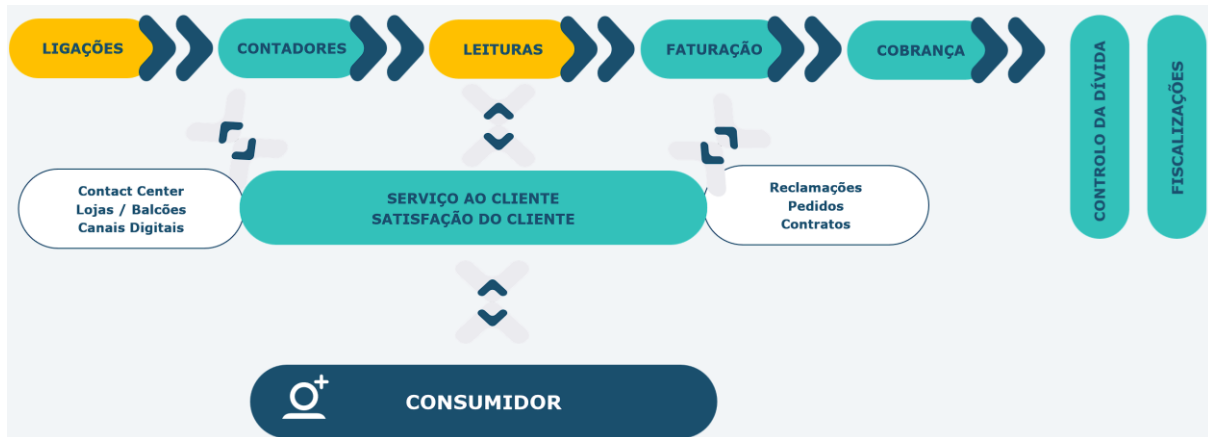 LIGAÇÕES
CONTADORES
LEITURAS
FATURAÇÃO
COBRANÇA
CONTROLO DA DÍVIDA
FISCALIZAÇÕES
Contact Center
Lojas / Balcões
Canais Digitais
SERVIÇO AO CLIENTE
SATISFAÇÃO DO CLIENTE
Reclamações
Pedidos
Contratos
CONSUMIDOR